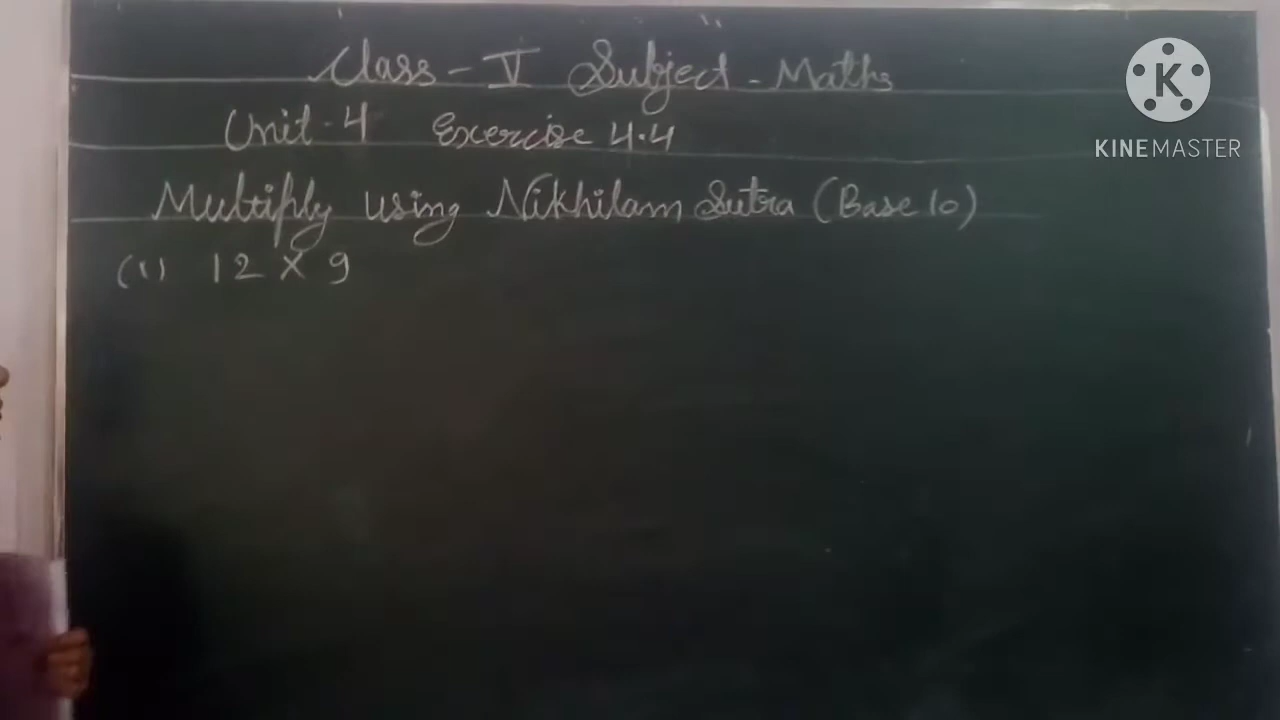 Class - V Subject - Maths
Unit - 4 Exercise 4.4
Multiply using Nikhilam Sutra (Base 10)
(1) 12 × 9
K
KINEMASTER